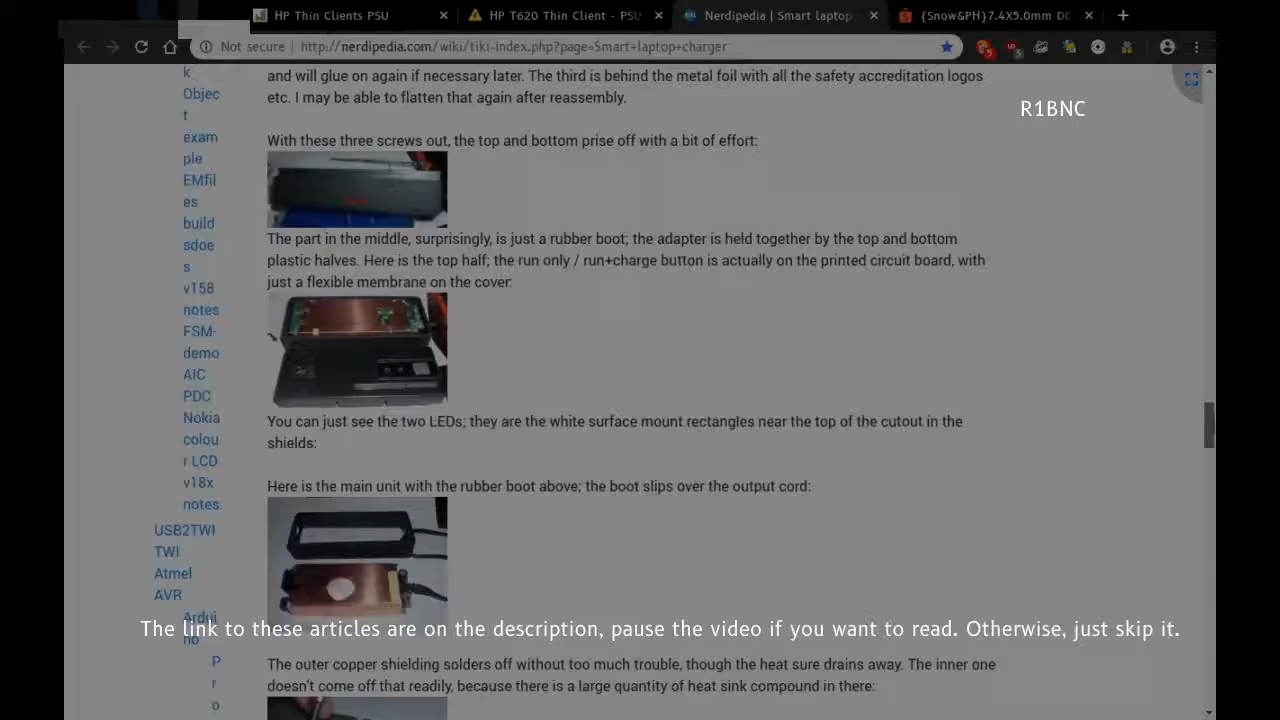 HP Thin Clients PSU
HP T620 Thin Client - PSU
Nerdipedia | Smart laptop
{Snow&PH}7.4X5.0mm DC
Not secure
http://nerdipedia.com/wiki/tiki-index.php?page=Smart+laptop+charger
R1BNC
k
Objec
t
exam
ple
EMfil
es
build
sdoe
s
v158
notes
FSM-
demo
AIC
PDC
Nokia
colou
r LCD
v18x
notes
USB2TWI
TWI
Atmel
AVR
Ardui
no
P
r
o
and will glue on again if necessary later. The third is behind the metal foil with all the safety accreditation logos
etc. I may be able to flatten that again after reassembly.
With these three screws out, the top and bottom prise off with a bit of effort:
The part in the middle, surprisingly, is just a rubber boot; the adapter is held together by the top and bottom
plastic halves. Here is the top half; the run only / run+charge button is actually on the printed circuit board, with
just a flexible membrane on the cover:
You can just see the two LEDs; they are the white surface mount rectangles near the top of the cutout in the
shields:
Here is the main unit with the rubber boot above; the boot slips over the output cord:
The link to these articles are on the description, pause the video if you want to read. Otherwise, just skip it.
The outer copper shielding solders off without too much trouble, though the heat sure drains away. The inner one
doesn't come off that readily, because there is a large quantity of heat sink compound in there: